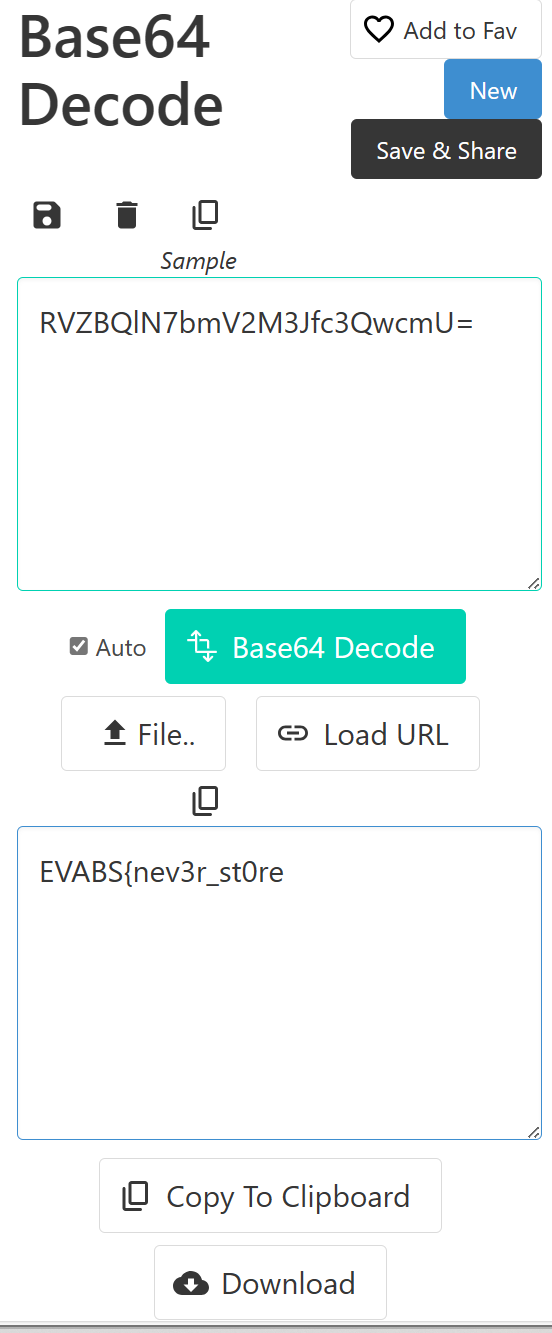 Base64
Decode
Add to Fav
New
Save & Share
Sample
RVZBQlN7bmV2M3Jfc3QwcmU=
Auto
Base64 Decode
File..
Load URL
EVABS{nev3r_st0re
Copy To Clipboard
Download